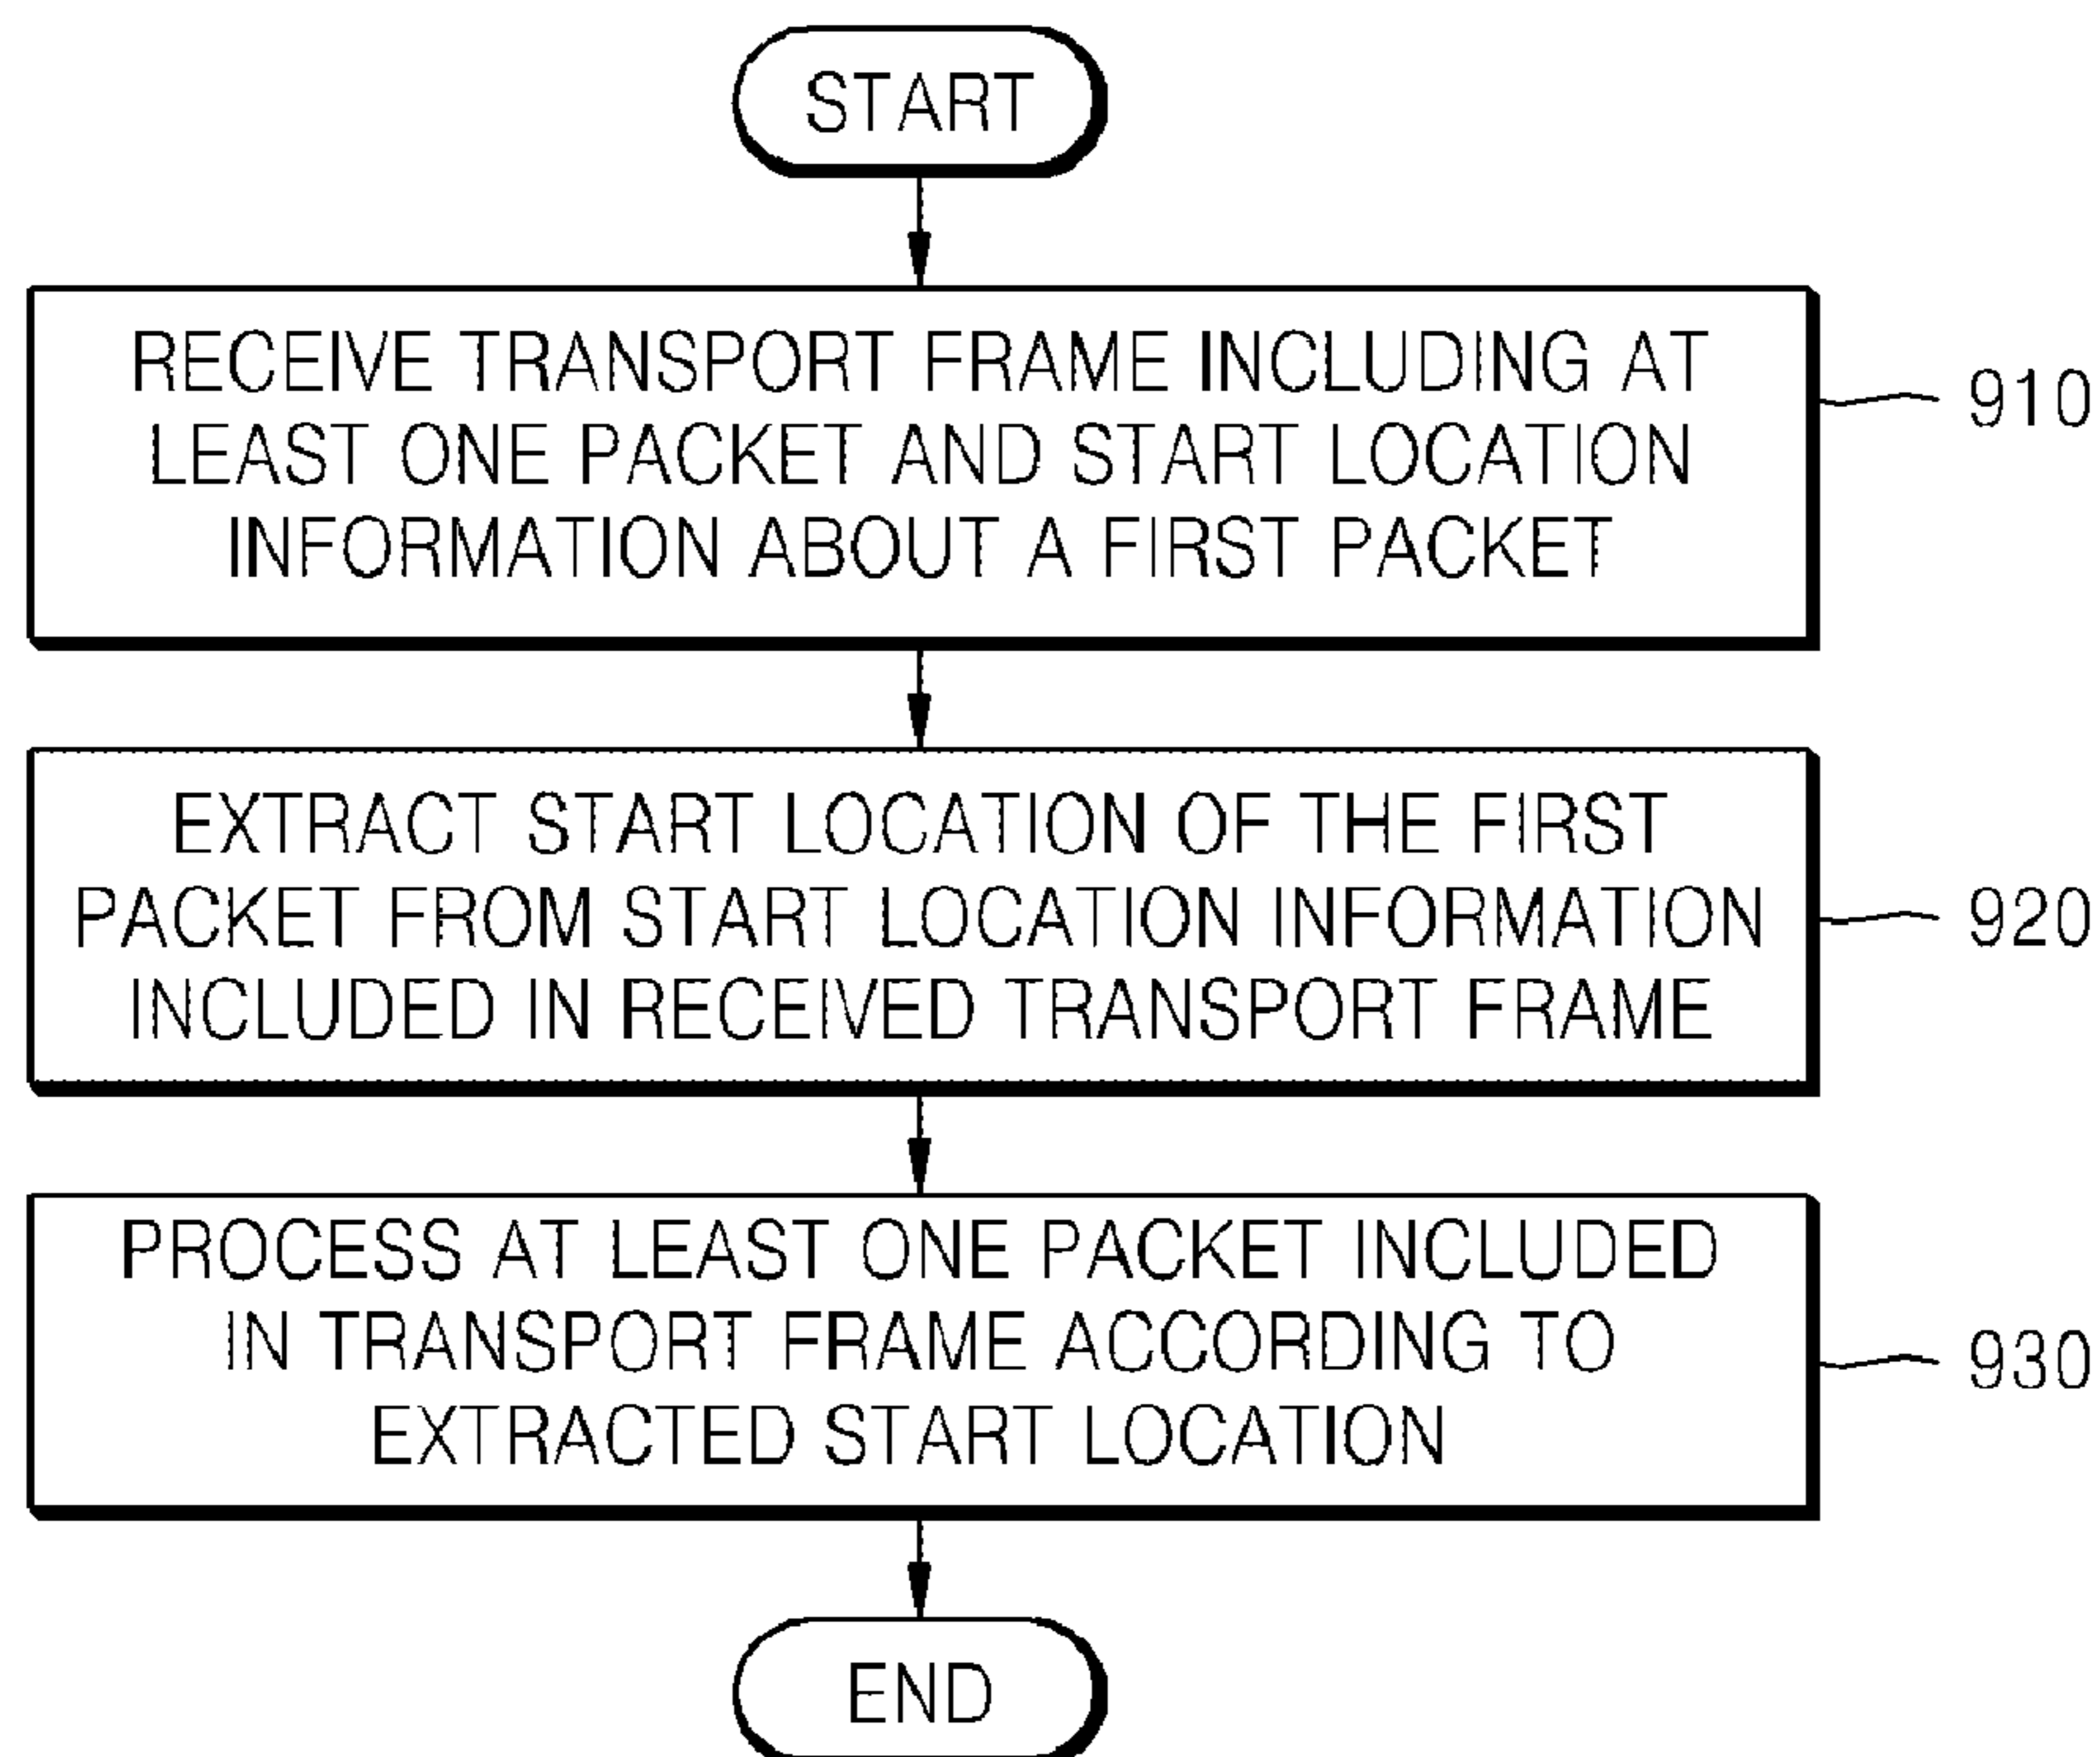 START
RECEIVE TRANSPORT FRAME INCLUDING AT
LEAST ONE PACKET AND START LOCATION
INFORMATION ABOUT A FIRST PACKET
910
EXTRACT START LOCATION OF THE FIRST
PACKET FROM START LOCATION INFORMATION
INCLUDED IN RECEIVED TRANSPORT FRAME
920
PROCESS AT LEAST ONE PACKET INCLUDED
IN TRANSPORT FRAME ACCORDING TO
EXTRACTED START LOCATION
930
END